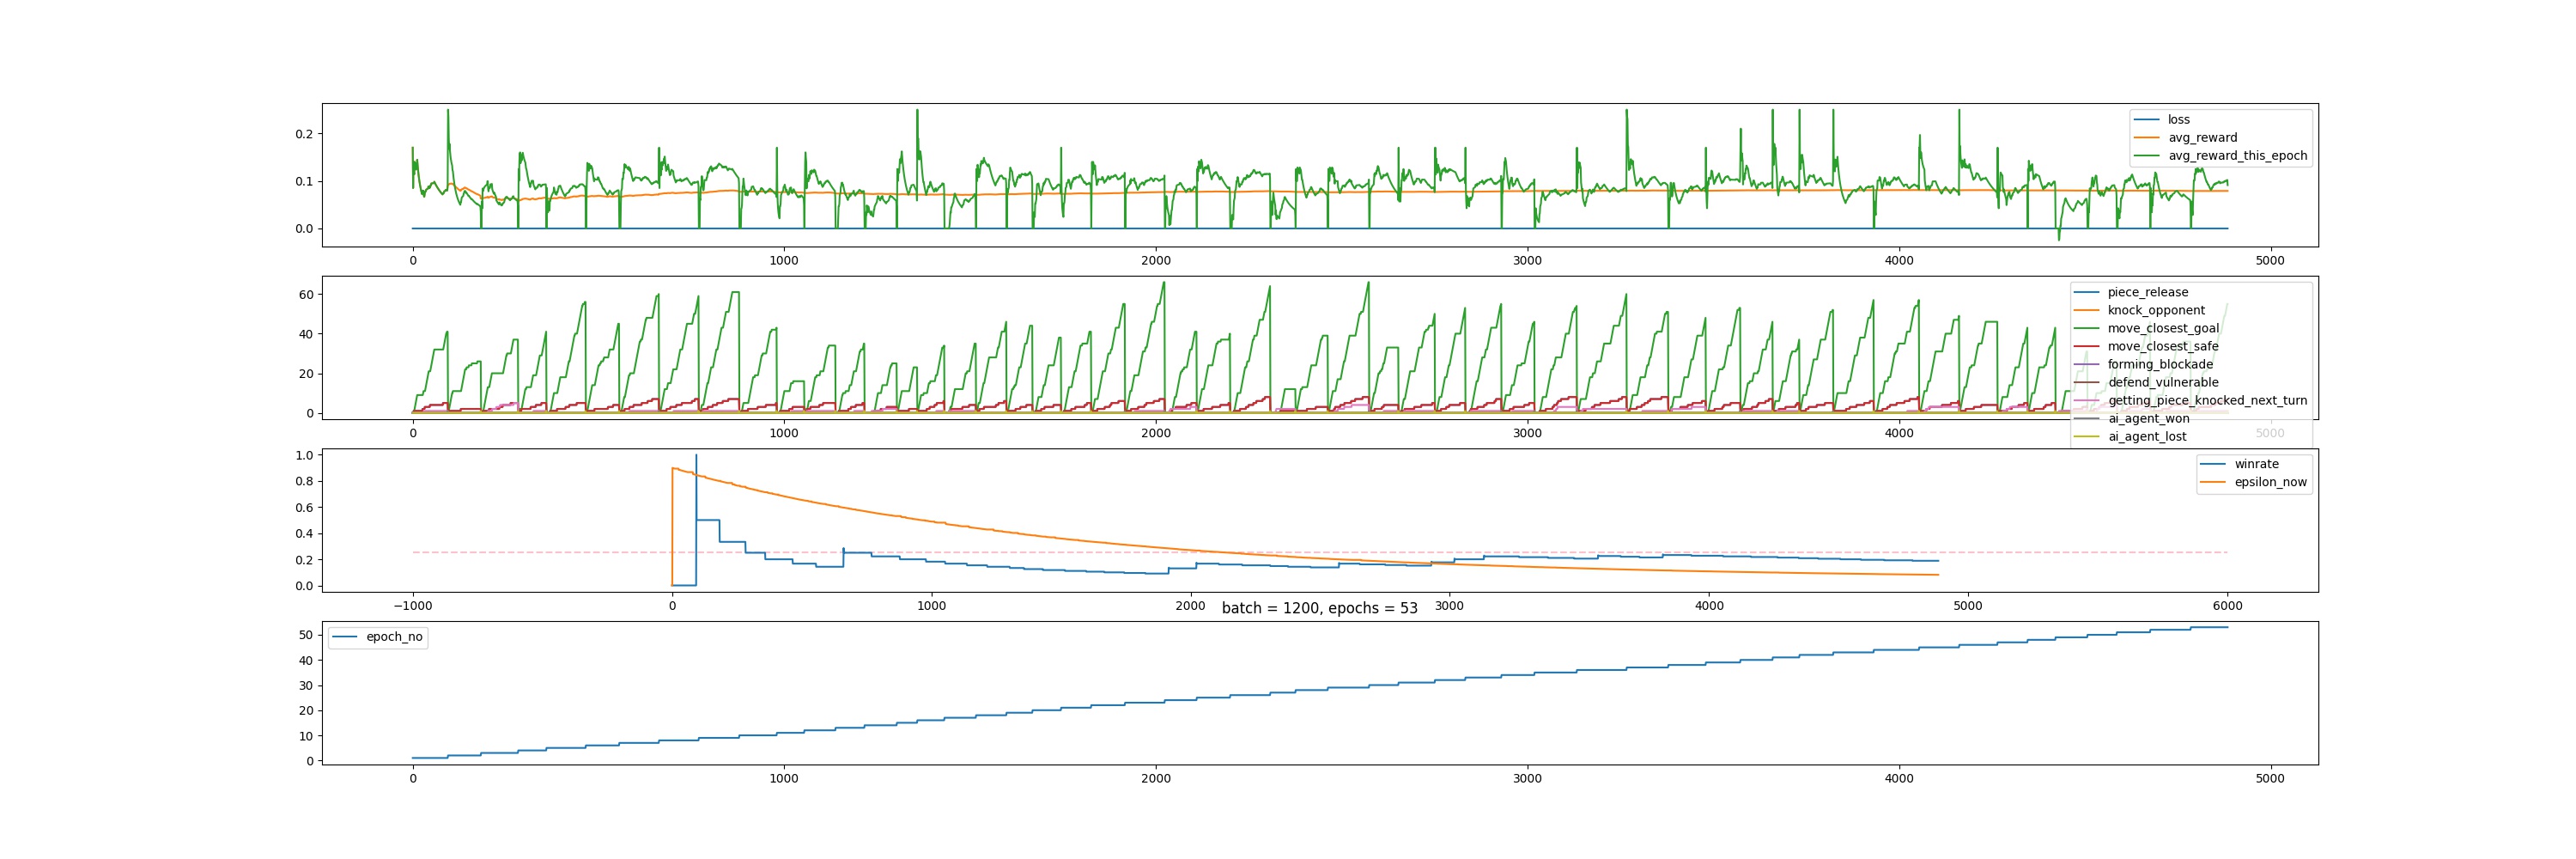 0.2
0.1
0.0
loss
avg_reward
avg_reward_this_epoch
0 1000 2000 3000 4000 5000
60
40
20
0
piece_release
knock_opponent
move_closest_goal
move_closest_safe
forming_blockade
defend_vulnerable
getting_piece_knocked_next_turn
ai_agent_won
ai_agent_lost
0 1000 2000 3000 4000 5000
1.0
0.8
0.6
0.4
0.2
0.0
winrate
epsilon_now
−1000 0 1000 2000 3000 4000 5000 6000
batch = 1200, epochs = 53
50
40
30
20
10
0
epoch_no
0 1000 2000 3000 4000 5000